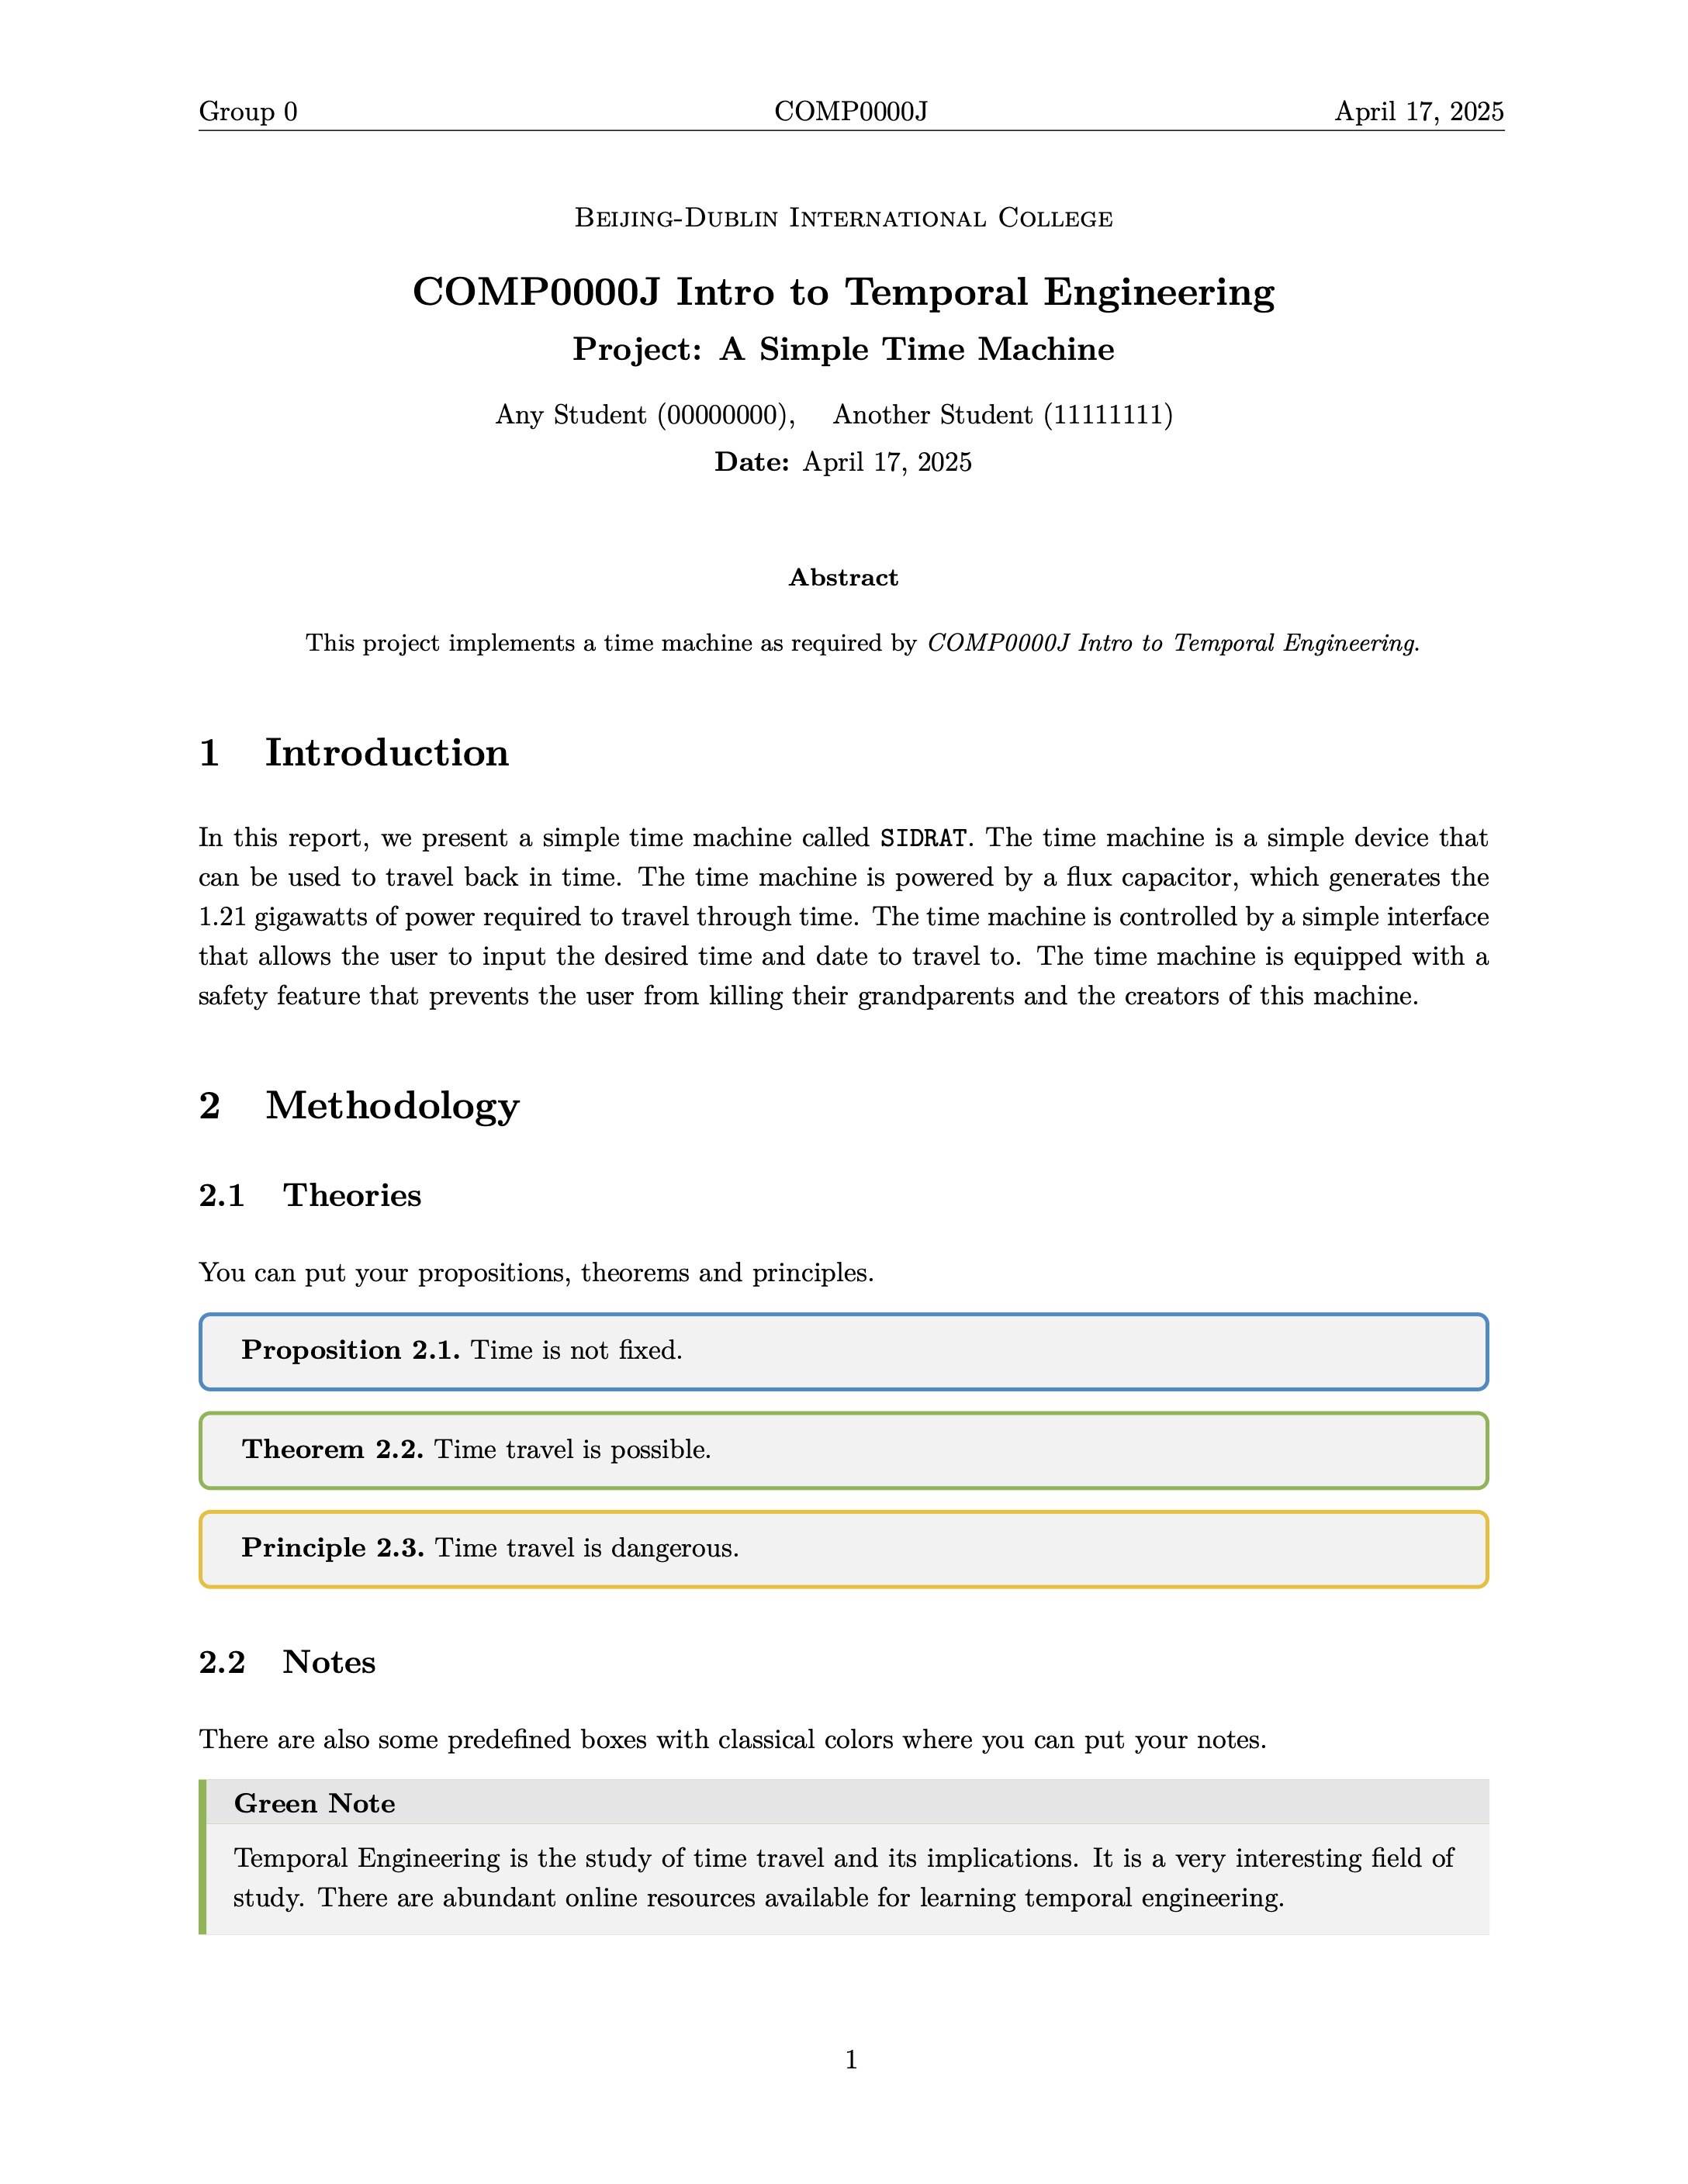 Group 0 COMP0000J April 17, 2025
Beijing-Dublin International College
COMP0000J Intro to Temporal Engineering
Project: A Simple Time Machine
Any Student (00000000), Another Student (11111111)
Date: April 17, 2025
Abstract
This project implements a time machine as required by COMP0000J Intro to Temporal Engineering.
1 Introduction
In this report, we present a simple time machine called SIDRAT. The time machine is a simple device that
can be used to travel back in time. The time machine is powered by a flux capacitor, which generates the
1.21 gigawatts of power required to travel through time. The time machine is controlled by a simple interface
that allows the user to input the desired time and date to travel to. The time machine is equipped with a
safety feature that prevents the user from killing their grandparents and the creators of this machine.
2 Methodology
2.1 Theories
You can put your propositions, theorems and principles.
Proposition 2.1. Time is not fixed.
Theorem 2.2. Time travel is possible.
Principle 2.3. Time travel is dangerous.
2.2 Notes
There are also some predefined boxes with classical colors where you can put your notes.
Green Note
Temporal Engineering is the study of time travel and its implications. It is a very interesting field of
study. There are abundant online resources available for learning temporal engineering.
1